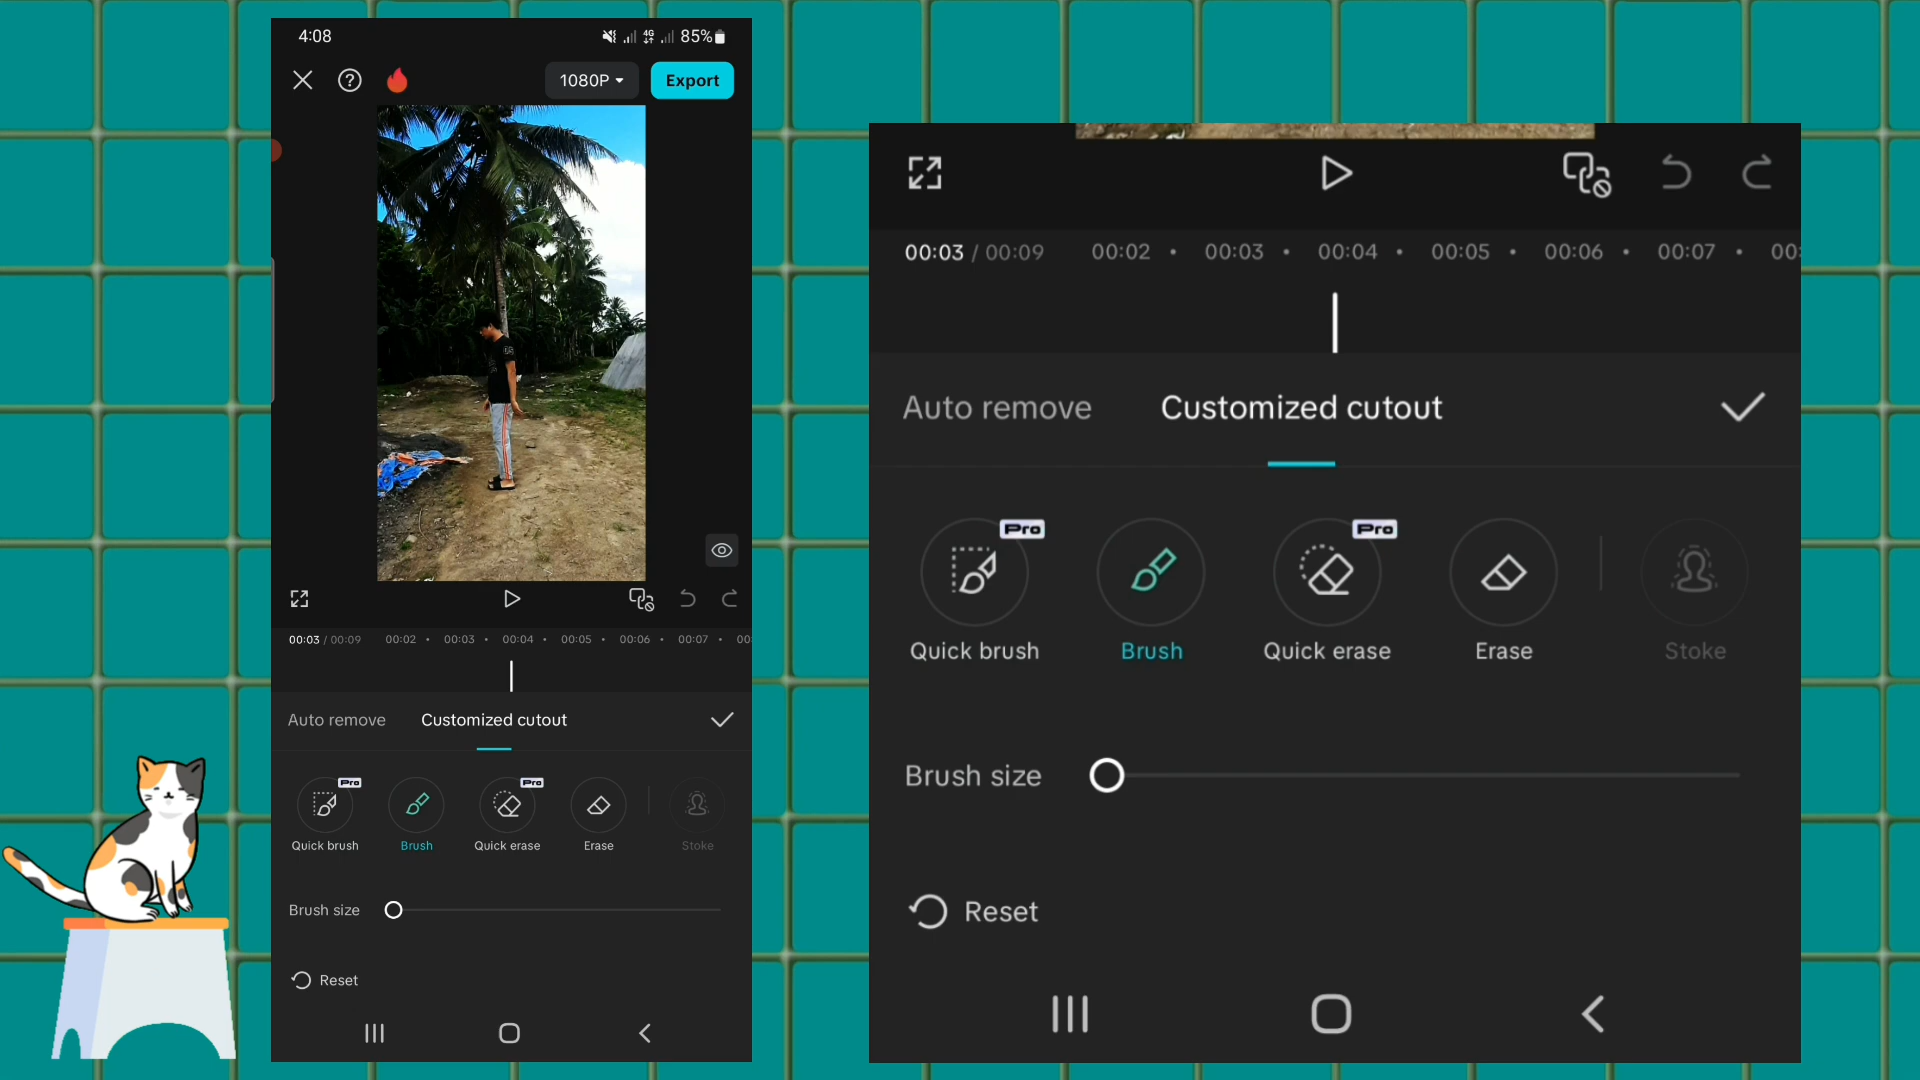 4:08
4G
85%
1080P
Export
00:03 / 00:09
00:02
00:03
00:04
00:05
00:06
00:07
00
Auto remove
Customized cutout
Pro
Pro
Quick brush
Brush
Quick erase
Erase
Stoke
Brush size
Reset
00:03 / 00:09
00:02
00:03
00:04
00:05
00:06
00:07
00:
Auto remove
Customized cutout
Pro
Pro
Quick brush
Brush
Quick erase
Erase
Stoke
Brush size
Reset